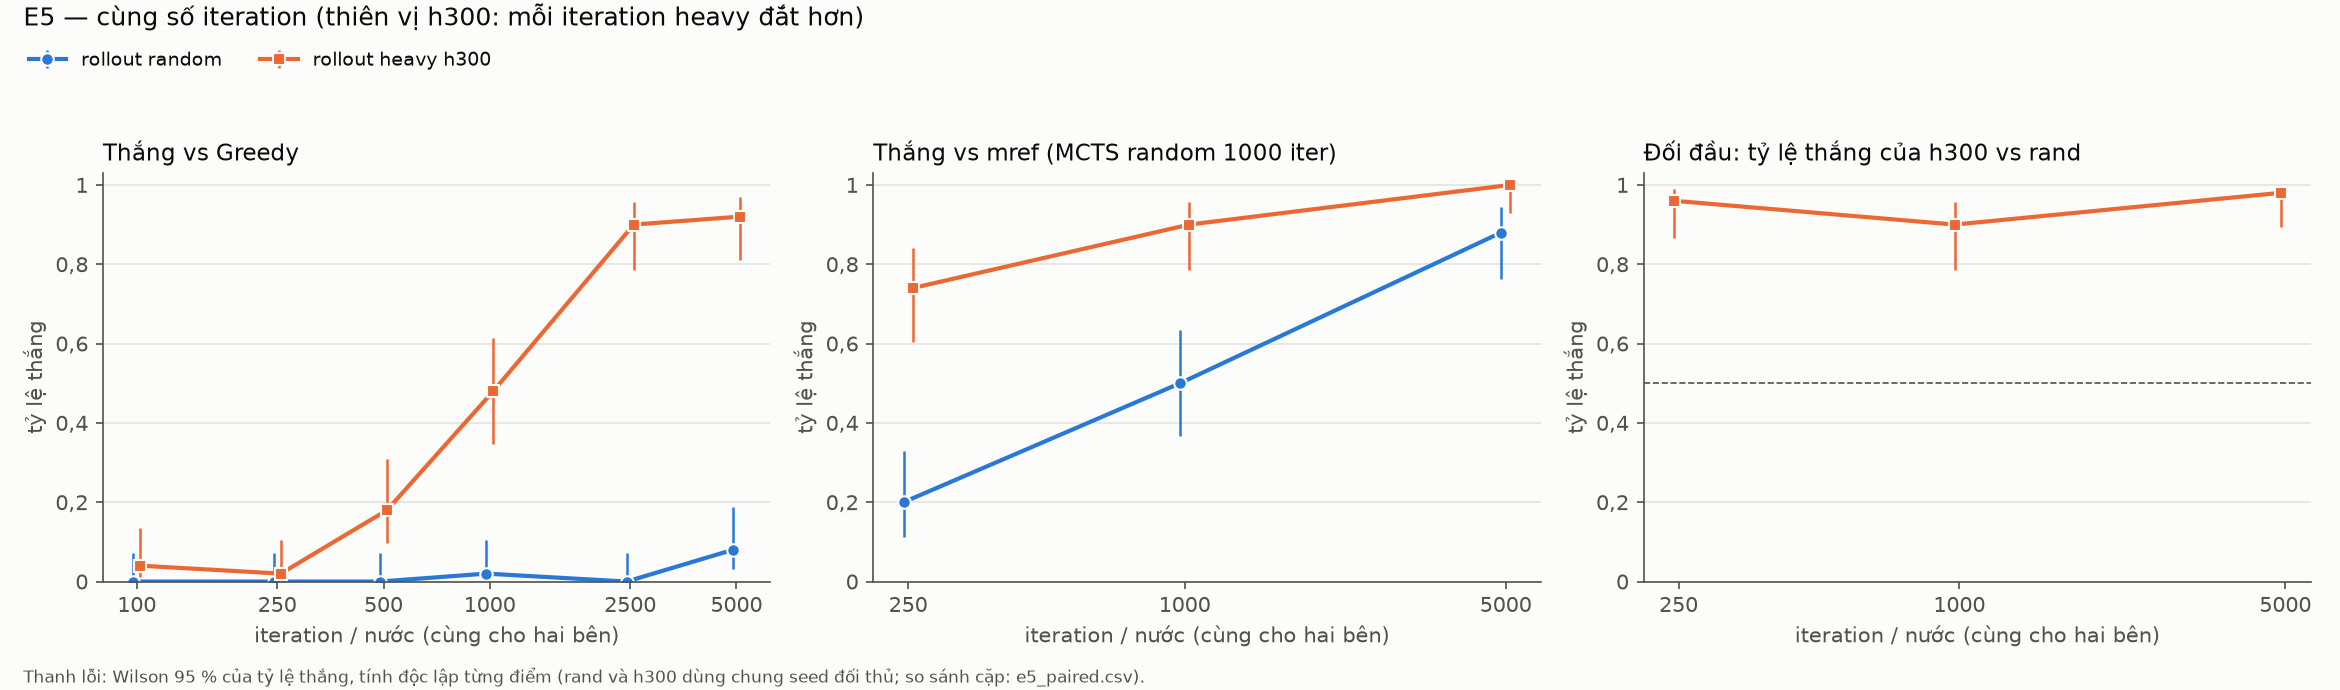 E5 — cùng số iteration (thiên vị h300: mỗi iteration heavy đắt hơn)
rollout random
rollout heavy h300
Thắng vs Greedy
tỷ lệ thắng
1
0,8
0,6
0,4
0,2
0
100 250 500 1000 2500 5000
iteration / nước (cùng cho hai bên)
Thắng vs mref (MCTS random 1000 iter)
tỷ lệ thắng
1
0,8
0,6
0,4
0,2
0
250 1000 5000
iteration / nước (cùng cho hai bên)
Đối đầu: tỷ lệ thắng của h300 vs rand
tỷ lệ thắng
1
0,8
0,6
0,4
0,2
0
250 1000 5000
iteration / nước (cùng cho hai bên)
Thanh lỗi: Wilson 95 % của tỷ lệ thắng, tính độc lập từng điểm (rand và h300 dùng chung seed đối thủ; so sánh cặp: e5_paired.csv).